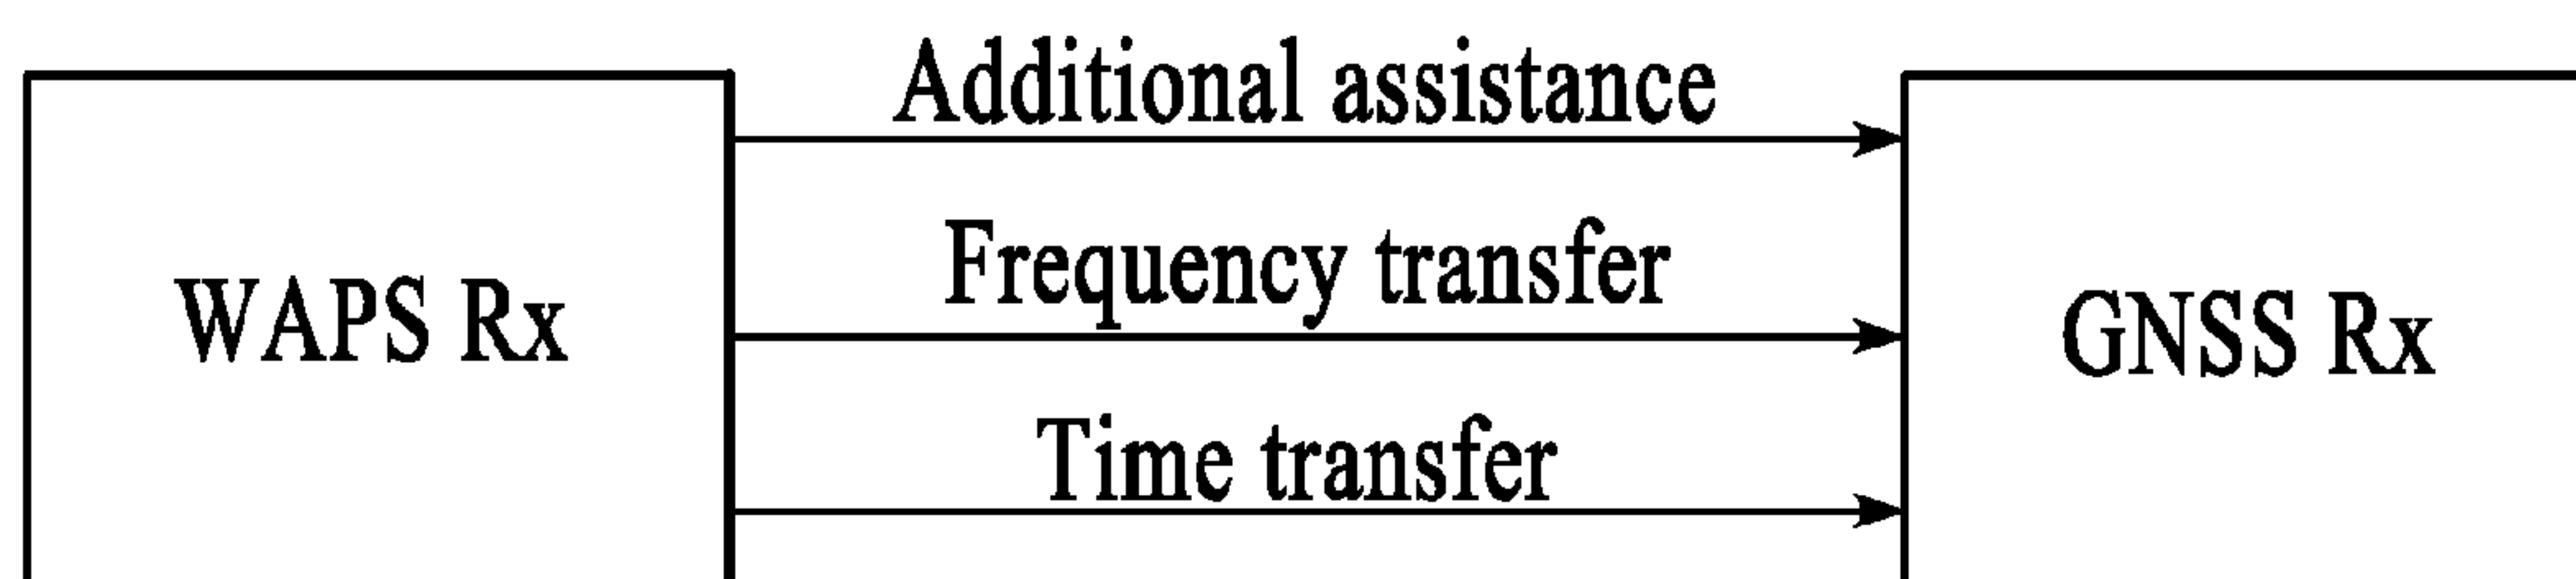 Additional assistance
Frequency transfer
WAPS Rx
GNSS Rx
Time transfer